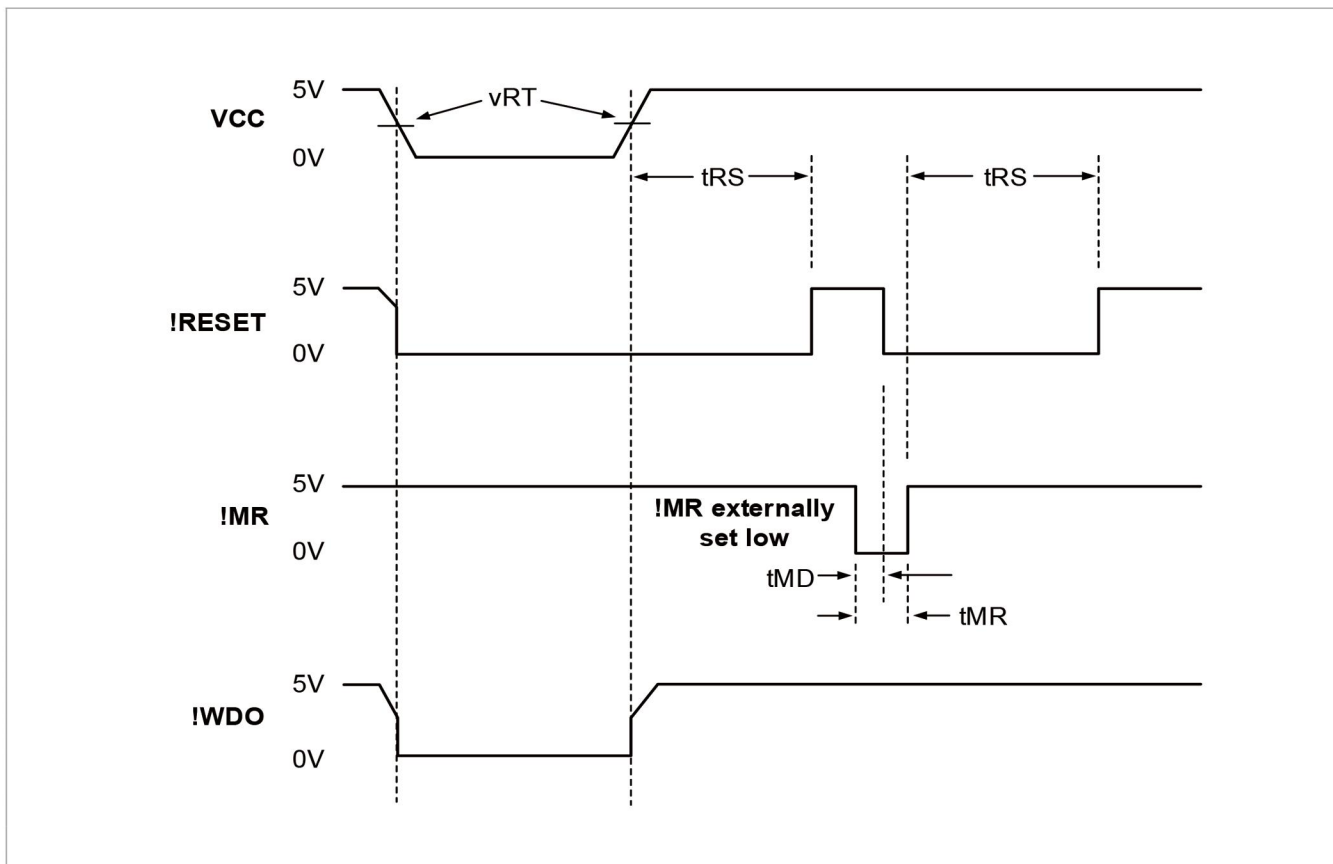 5V
vRT
VCC
0V
tRS
tRS
5V
!RESET
0V
5V
!MR externally
!MR
set low
0V
tMD
tMR
5V
!WDO
0V